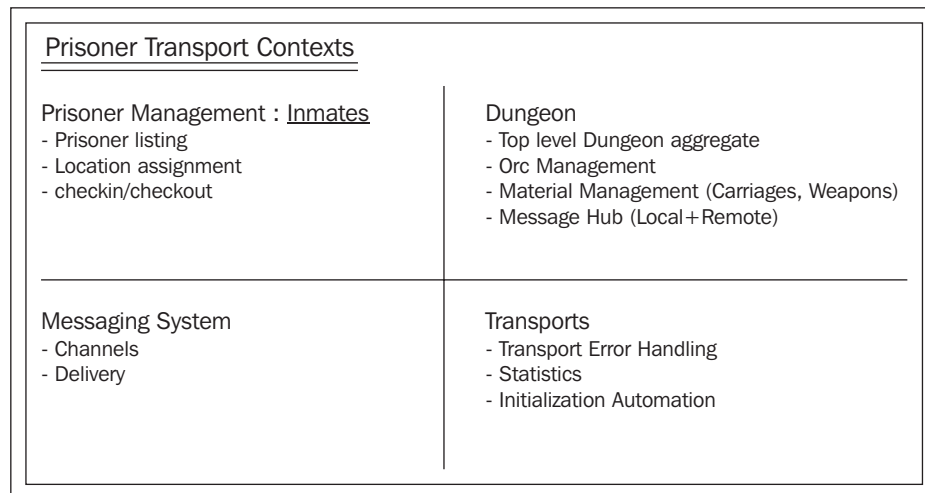 Prisoner Transport Contexts
Prisoner Management : Inmates
- Prisoner listing
- Location assignment
- checkin/checkout
Dungeon
- Top level Dungeon aggregate
- Orc Management
- Material Management (Carriages, Weapons)
- Message Hub (Local+Remote)
Messaging System
- Channels
- Delivery
Transports
- Transport Error Handling
- Statistics
- Initialization Automation